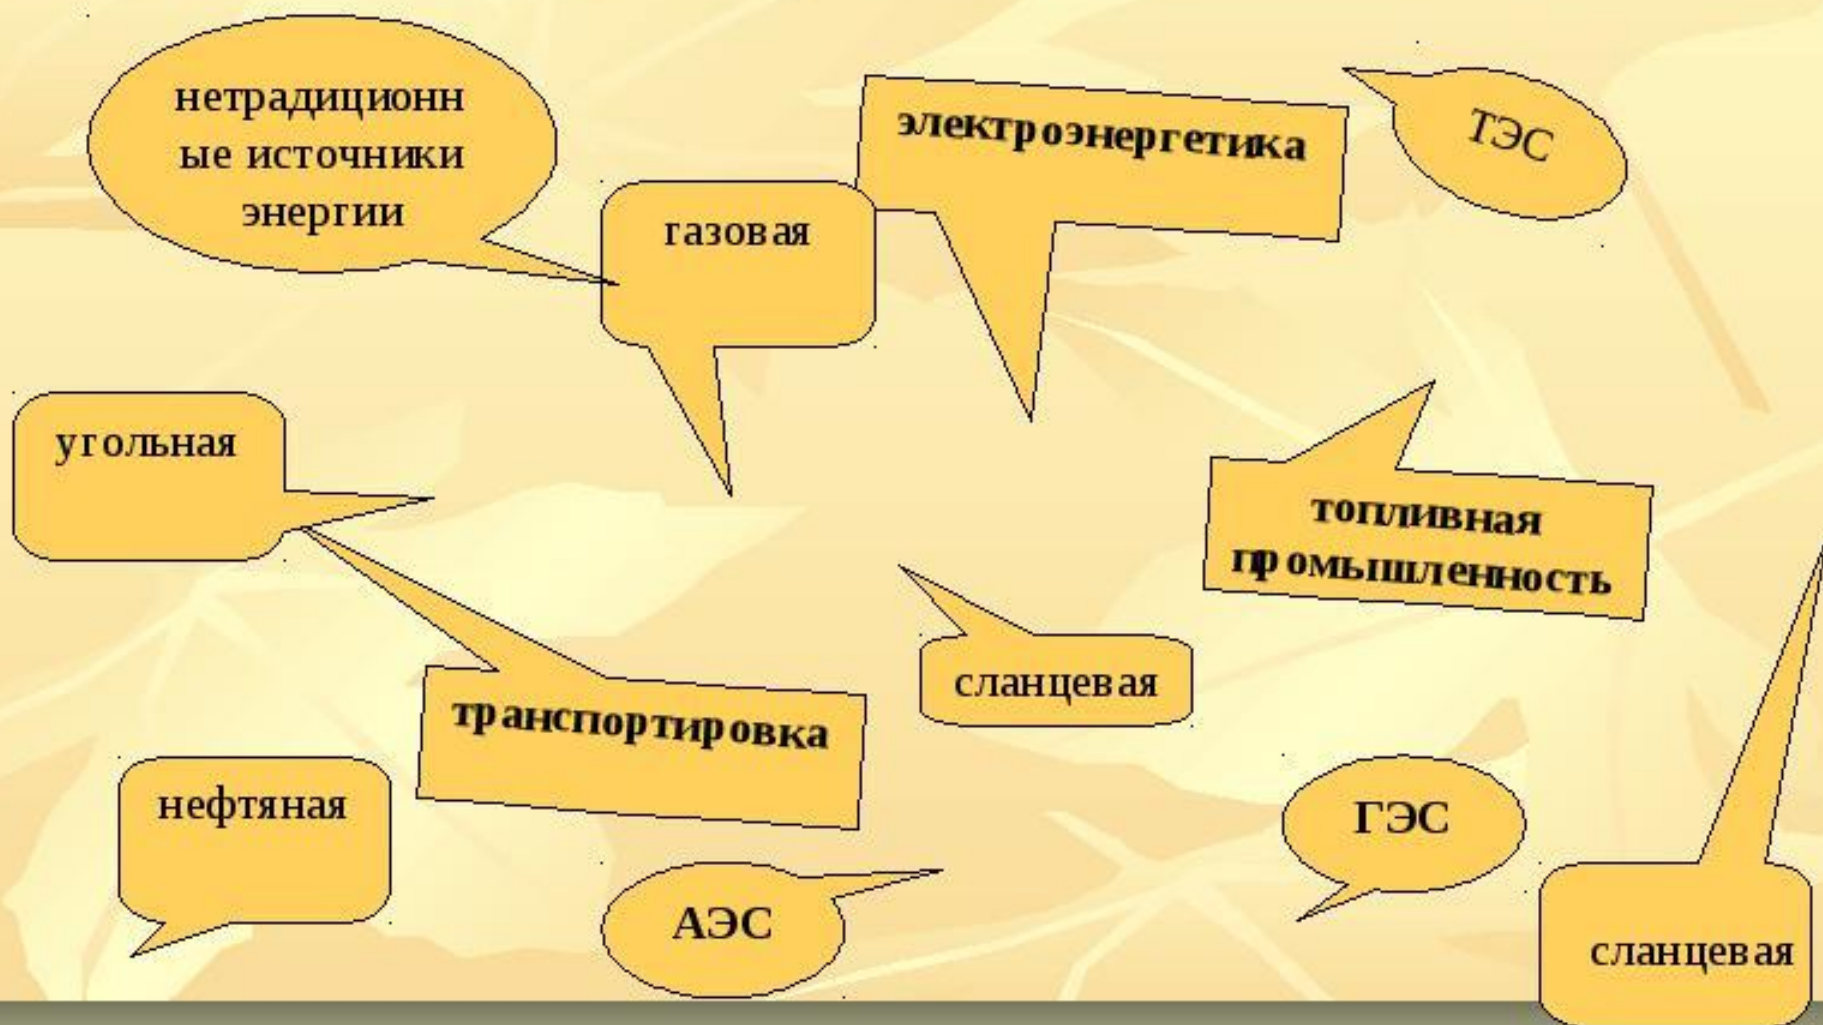 нетрадиционн
ые источники
энергии
электроэнергетика
ТЭС
газовая
угольная
топливная
промышленность
сланцевая
транспортировка
нефтяная
ГЭС
АЭС
сланцевая